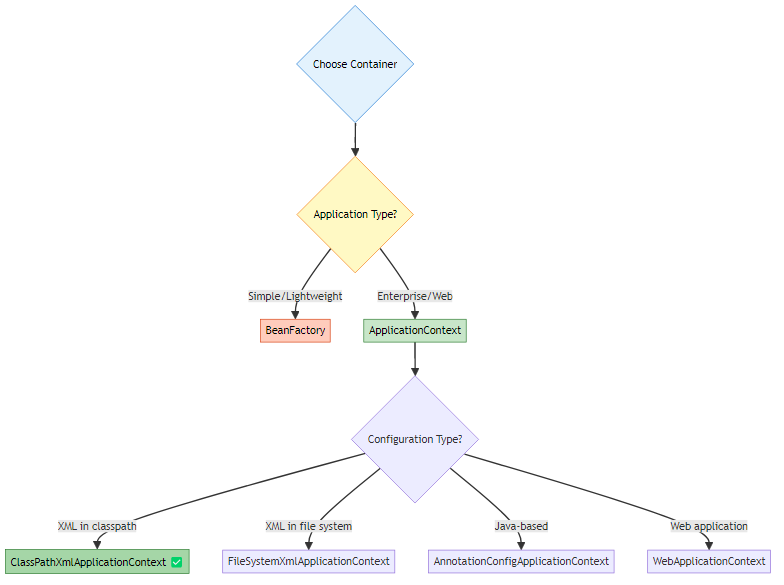 Choose Container
Application Type?
Simple/Lightweight
Enterprise/Web
BeanFactory
ApplicationContext
Configuration Type?
XML in classpath
XML in file system
Java-based
Web application
ClassPathXmlApplicationContext ✅
FileSystemXmlApplicationContext
AnnotationConfigApplicationContext
WebApplicationContext